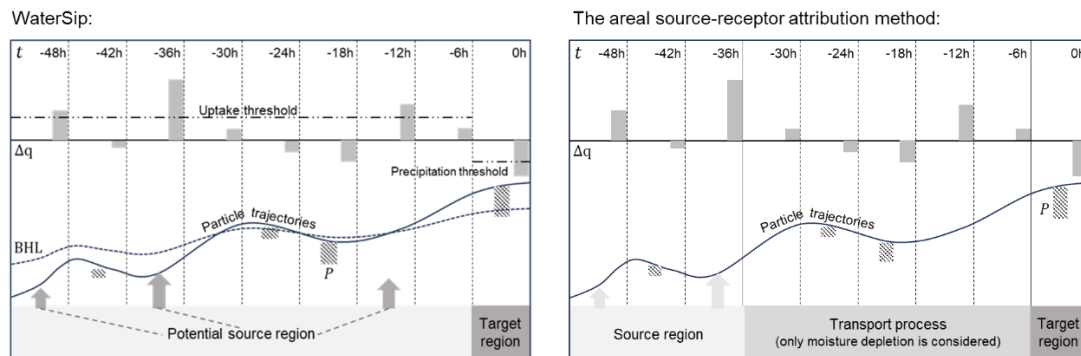 WaterSip:
t -48h -42h -36h -30h -24h -18h -12h -6h 0h
Uptake threshold
Δq
Precipitation threshold
Particle trajectories
BHL
P
Potential source region
Target
region
The areal source-receptor attribution method:
t -48h -42h -36h -30h -24h -18h -12h -6h 0h
Δq
Particle trajectories
P
Source region
Transport process
(only moisture depletion is considered)
Target
region